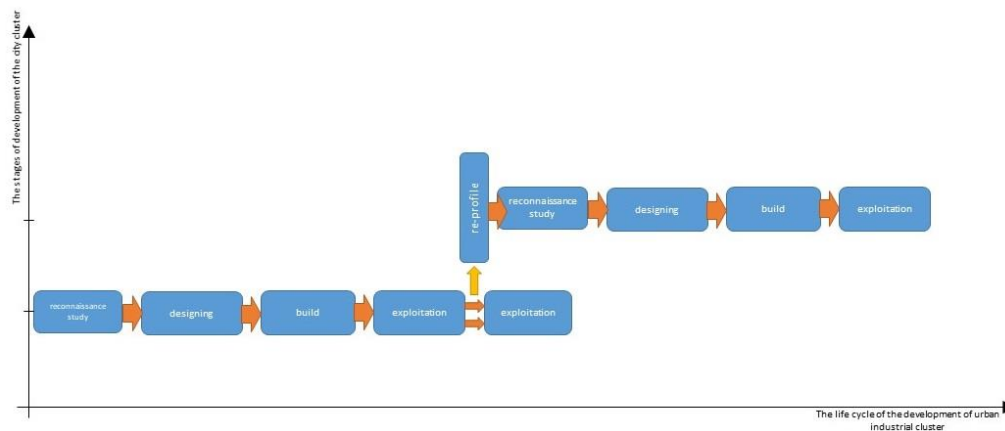 The stages of development of the city cluster
re-profile
reconnaissance
study
designing
build
exploitation
reconnaissance
study
designing
build
exploitation
exploitation
The life cycle of the development of urban
industrial cluster